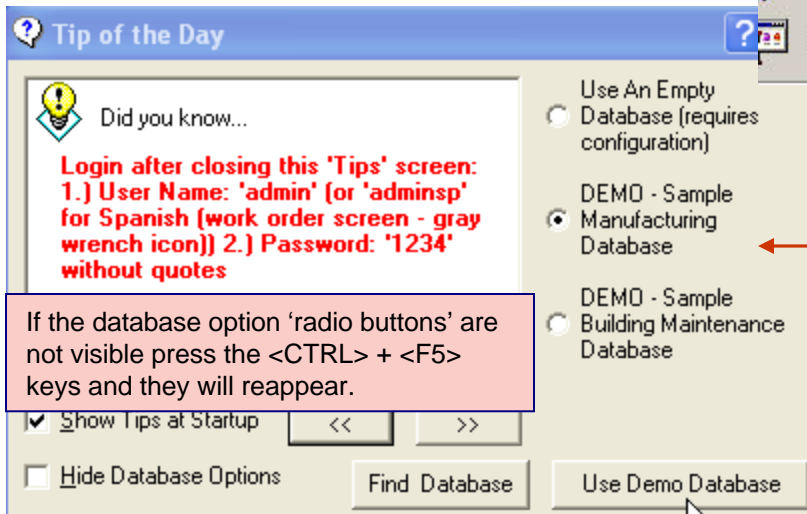 Tip of the Day
?
Did you know...
Login after closing this 'Tips' screen:
1.) User Name: 'admin' (or 'adminsp'
for Spanish (work order screen - gray
wrench icon)) 2.) Password: '1234'
without quotes
If the database option ‘radio buttons’ are
not visible press the <CTRL> + <F5>
keys and they will reappear.
Show Tips at Startup
<<
>>
Hide Database Options
Find Database
Use An Empty
Database (requires
configuration)
DEMO - Sample
Manufacturing
Database
DEMO - Sample
Building Maintenance
Database
Use Demo Database